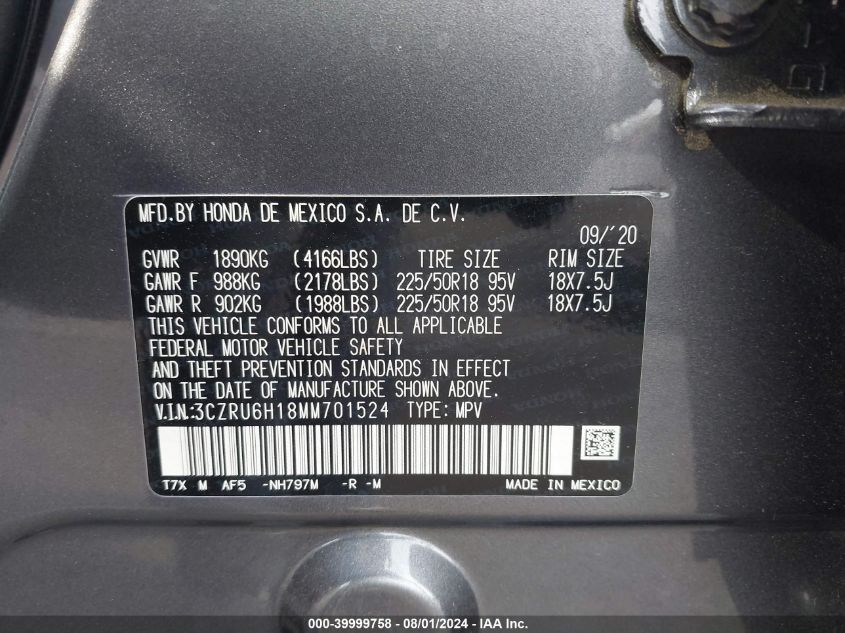 MFD.BY HONDA DE MEXICO S.A. DE C.V.
09/'20
GVWR 1890KG (4166LBS) TIRE SIZE RIM SIZE
GAWR F 988KG (2178LBS) 225/50R18 95V 18X7.5J
GAWR R 902KG (1988LBS) 225/50R18 95V 18X7.5J
THIS VEHICLE CONFORMS TO ALL APPLICABLE
FEDERAL MOTOR VEHICLE SAFETY
AND THEFT PREVENTION STANDARDS IN EFFECT
ON THE DATE OF MANUFACTURE SHOWN ABOVE.
V.I.N.:3CZRU6H18MM701524 TYPE: MPV
T7X M AF5 -NH797M -R -M MADE IN MEXICO
000-39999758 - 08/01/2024 - IAA Inc.